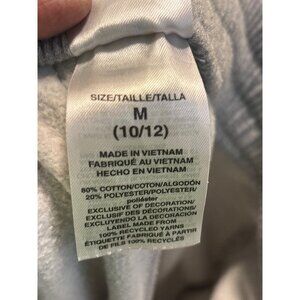 SIZE/TAILLE/TALLA
M
(10/12)
MADE IN VIETNAM
FABRIQUÉ AU VIETNAM
HECHO EN VIETNAM
80% COTTON/COTON/ALGODÓN
20% POLYESTER/POLYESTER/
poliéster
EXCLUSIVE OF DECORATION/
EXCLUSIF DES DÉCORATIONS/
EXCLUYENDO LA DECORACIÓN
LABEL MADE FROM
100% RECYCLED YARNS
ÉTIQUETTE FABRIQUÉE À PARTIR
DE FILS 100% RECYCLÉS